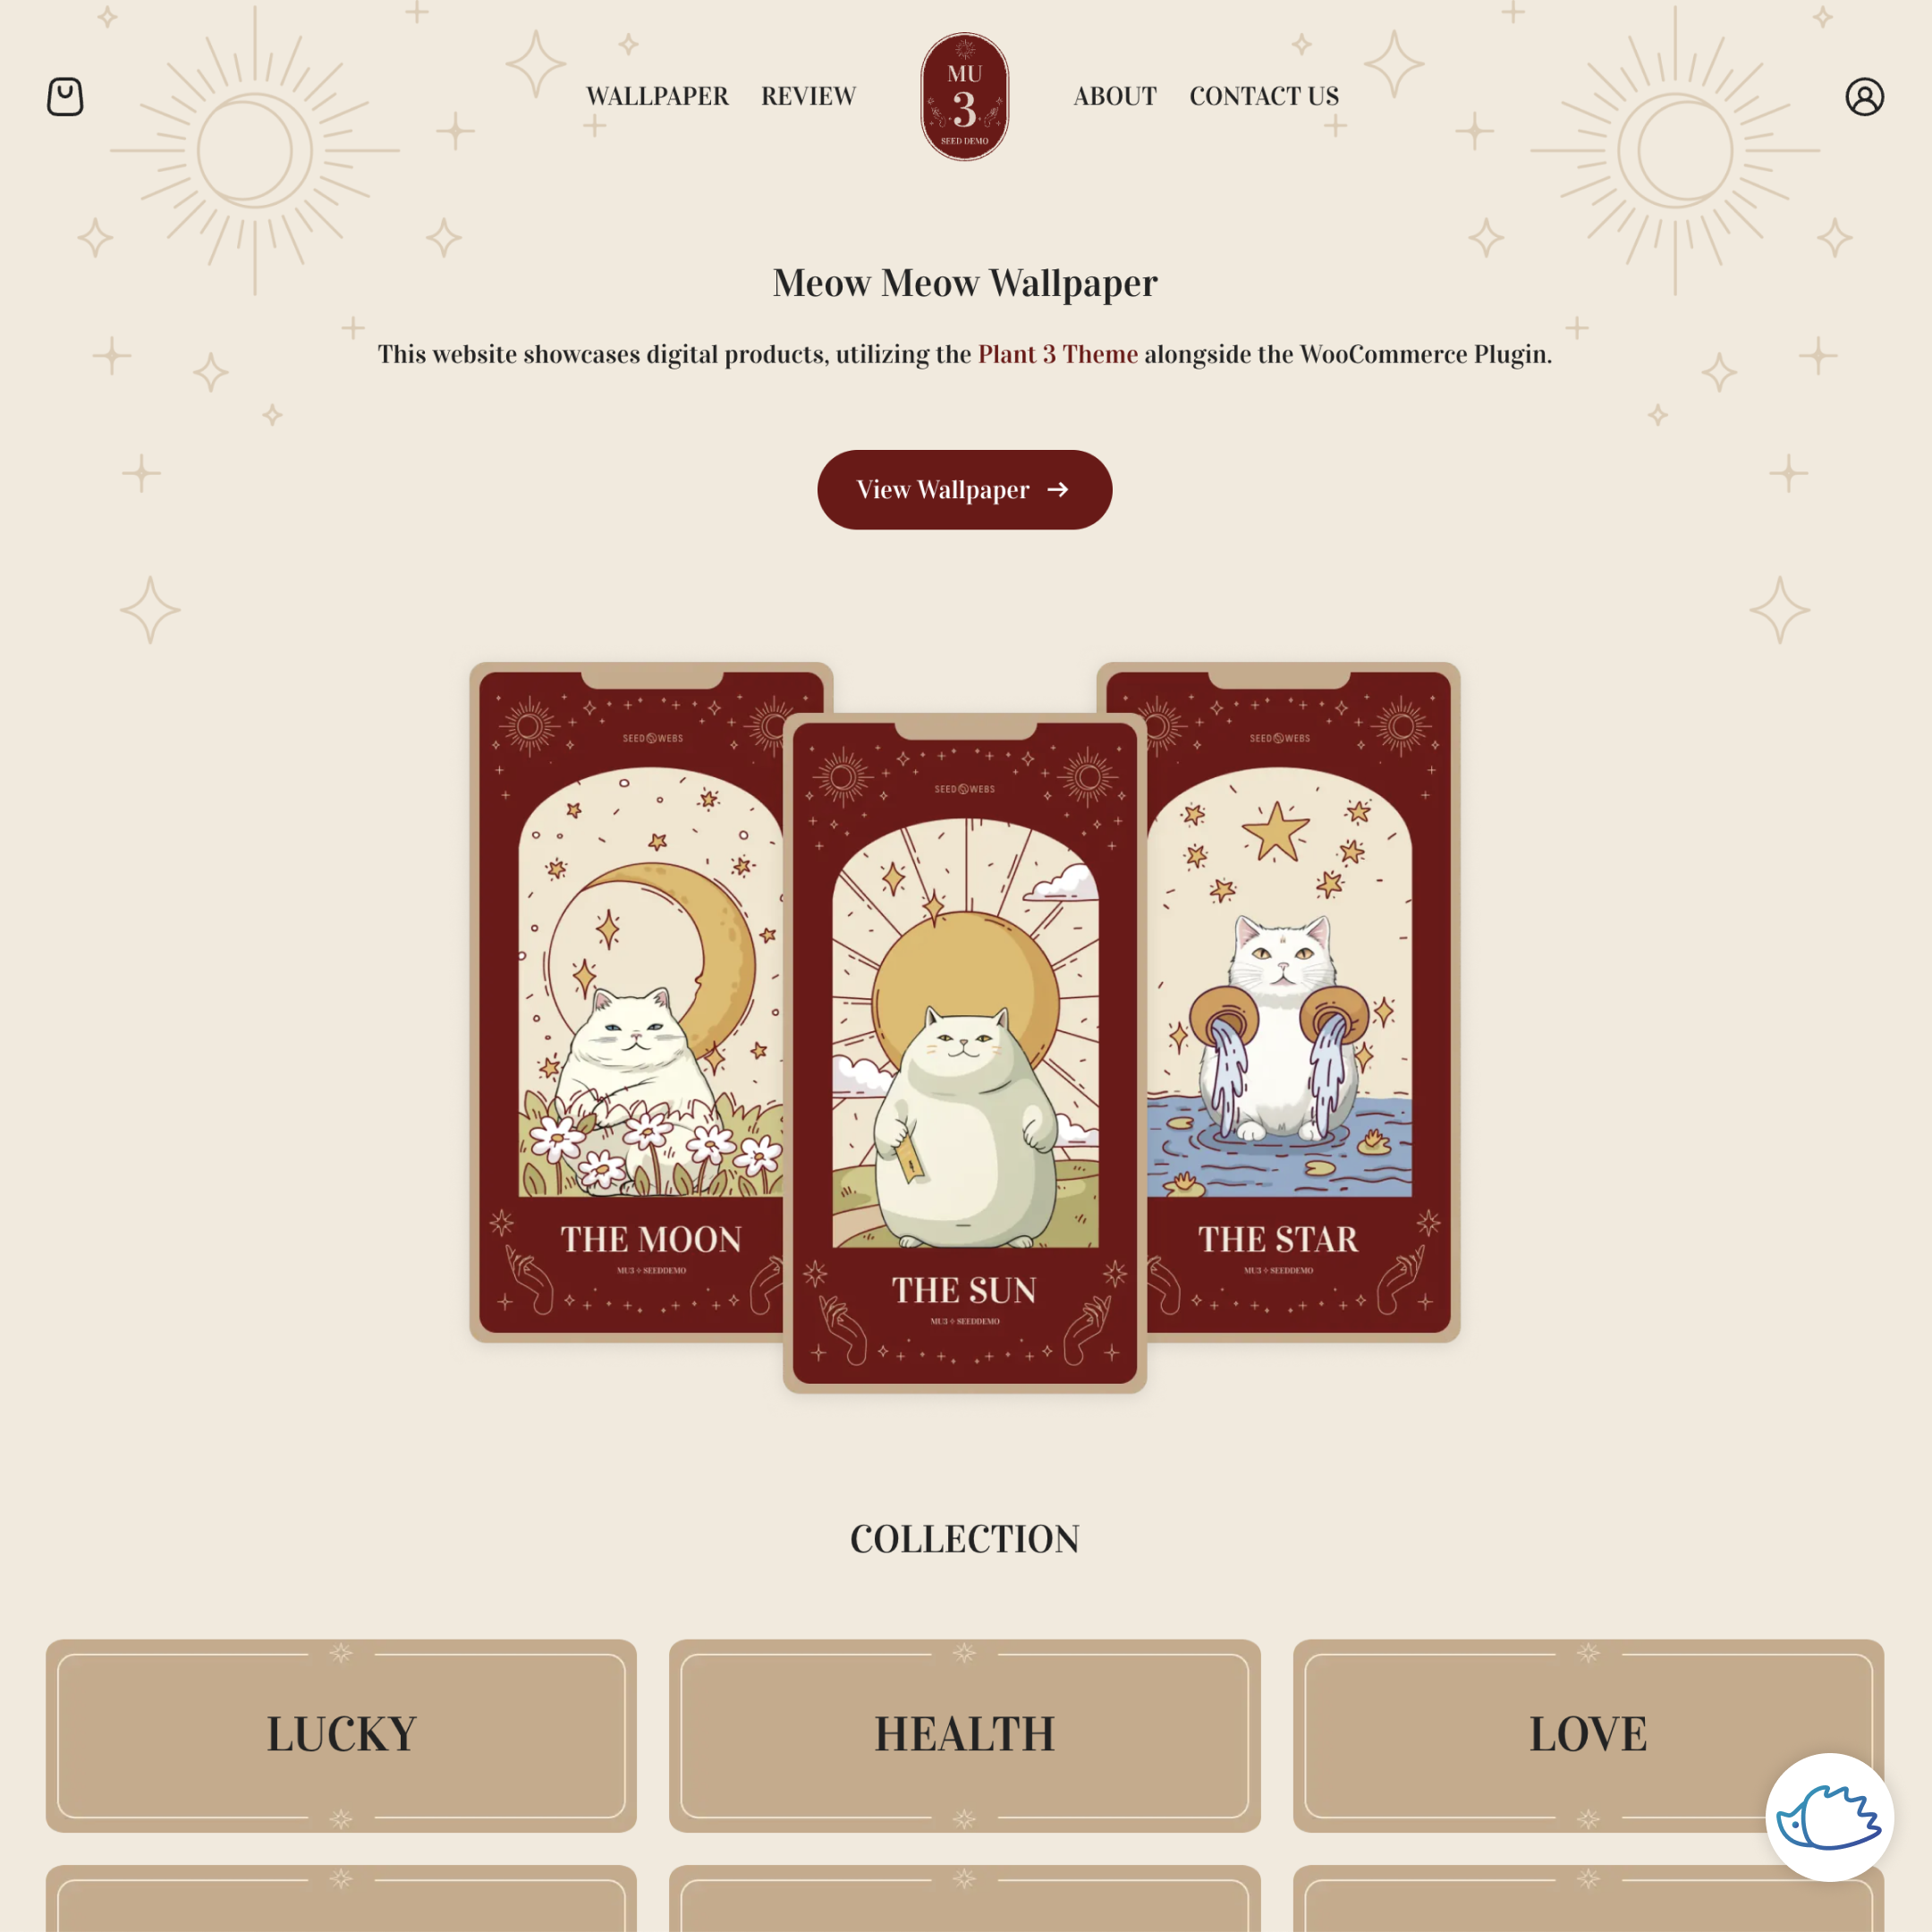 WALLPAPER
REVIEW
MU
3
SEED DEMO
ABOUT
CONTACT US
Meow Meow Wallpaper
This website showcases digital products, utilizing the Plant 3 Theme alongside the WooCommerce Plugin.
View Wallpaper →
SEED WEBS
THE MOON
MU3 ✧ SEEDDEMO
SEED WEBS
THE SUN
MU3 ✧ SEEDDEMO
SEED WEBS
THE STAR
MU3 ✧ SEEDDEMO
COLLECTION
LUCKY
HEALTH
LOVE